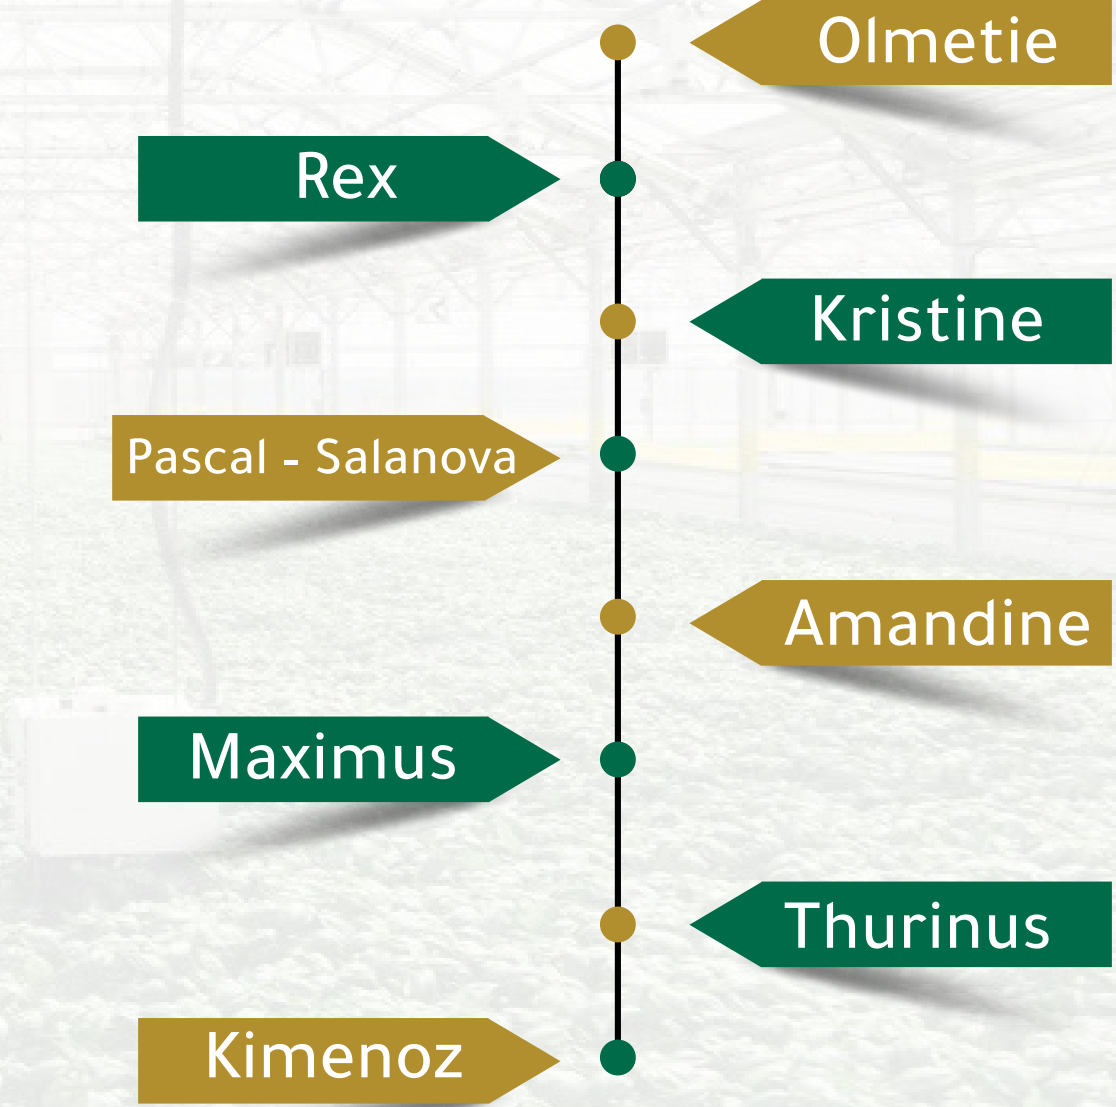 Olmetie
Rex
Kristine
Pascal - Salanova
Amandine
Maximus
Thurinus
Kimenoz